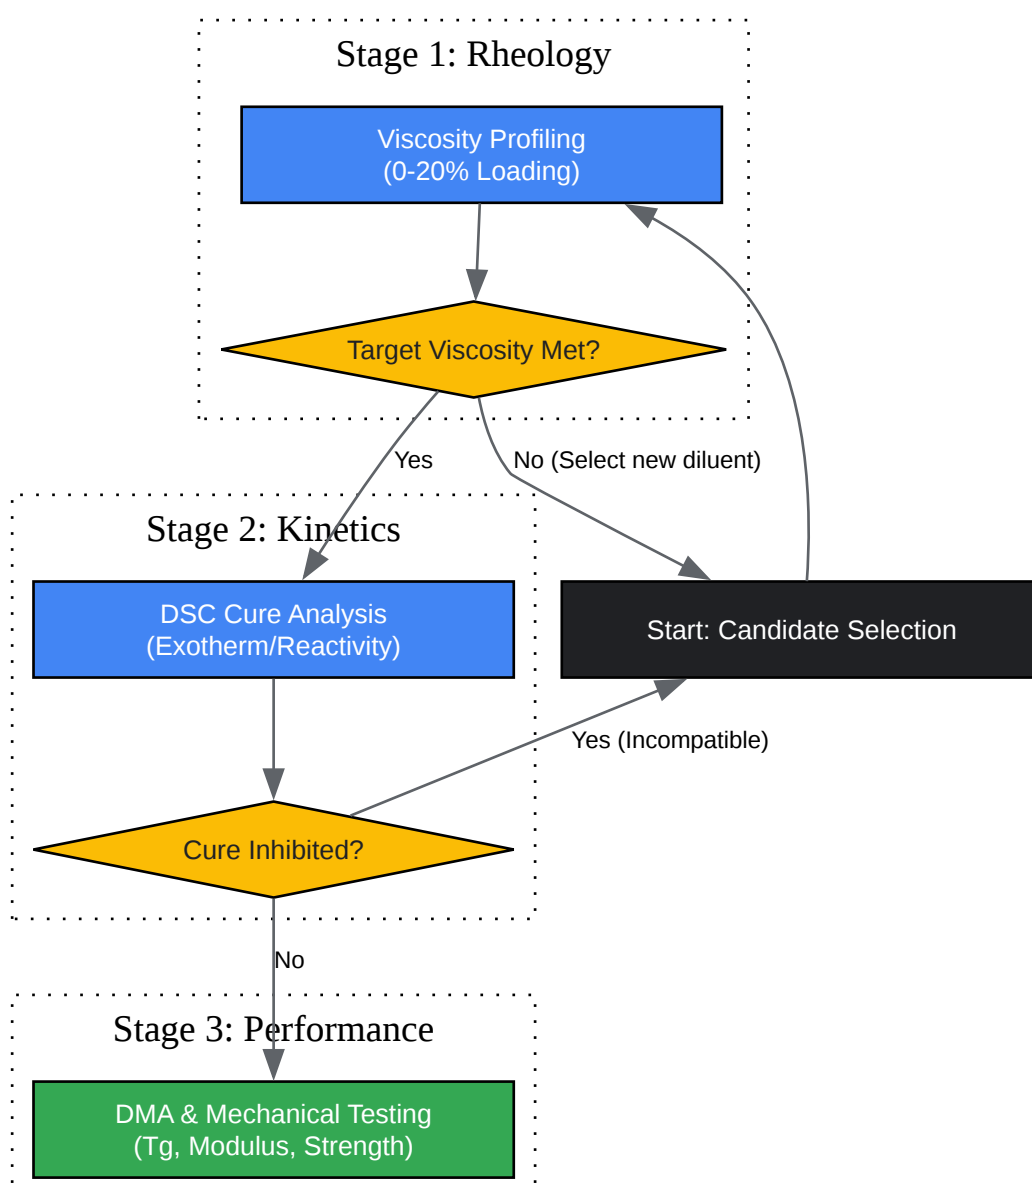 Stage 1: Rheology
Viscosity Profiling
(0-20% Loading)
Target Viscosity Met?
Yes
No (Select new diluent)
Stage 2: Kinetics
DSC Cure Analysis
(Exotherm/Reactivity)
Start: Candidate Selection
Yes (Incompatible)
Cure Inhibited?
No
Stage 3: Performance
DMA & Mechanical Testing
(Tg, Modulus, Strength)